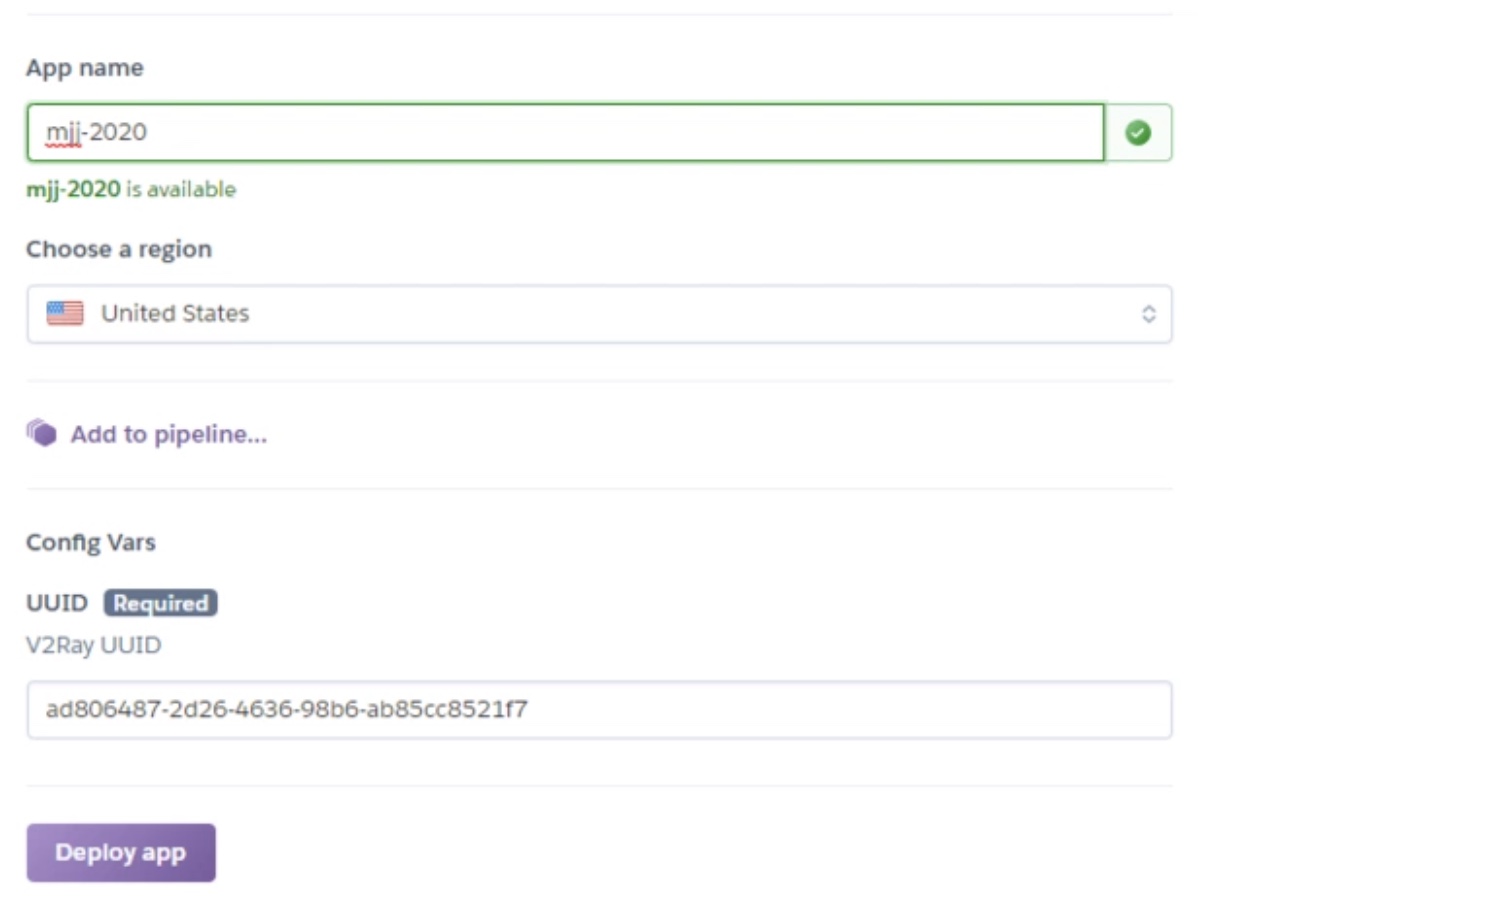 App name
mjj-2020
mjj-2020 is available
Choose a region
United States
Add to pipeline...
Config Vars
UUID Required
V2Ray UUID
ad806487-2d26-4636-98b6-ab85cc8521f7
Deploy app